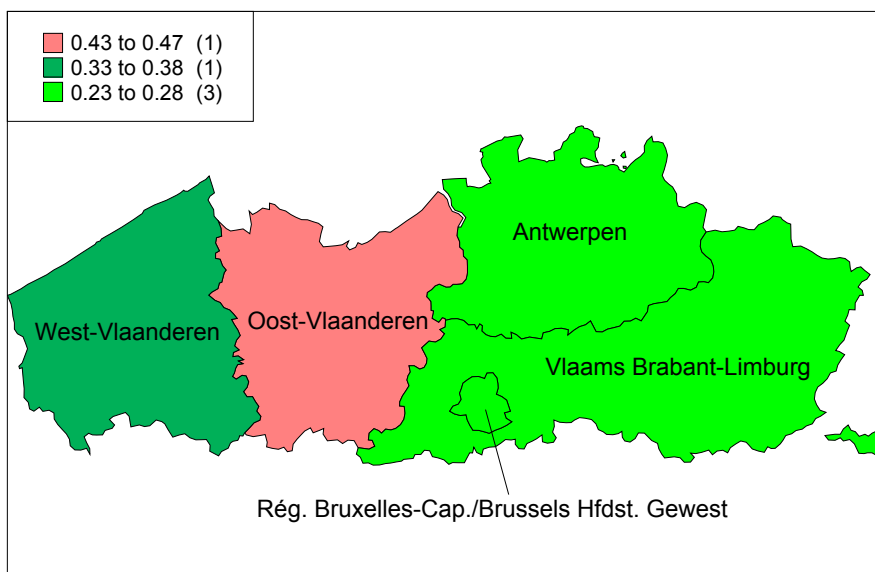 0.43 to 0.47 (1)
0.33 to 0.38 (1)
0.23 to 0.28 (3)
Antwerpen
West-Vlaanderen
Oost-Vlaanderen
Vlaams Brabant-Limburg
Rég. Bruxelles-Cap./Brussels Hfdst. Gewest